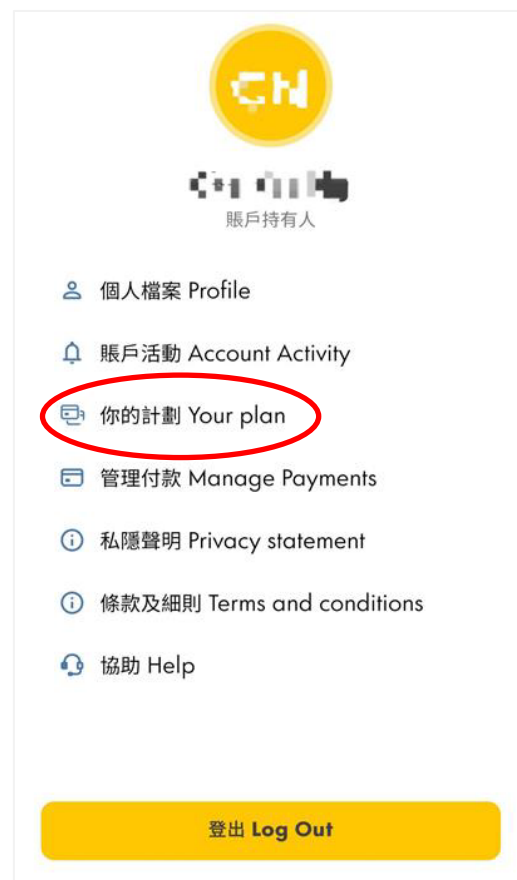 賬戶持有人
個人檔案 Profile
賬戶活動 Account Activity
你的計劃 Your plan
管理付款 Manage Payments
私隱聲明 Privacy statement
條款及細則 Terms and conditions
協助 Help
登出 Log Out